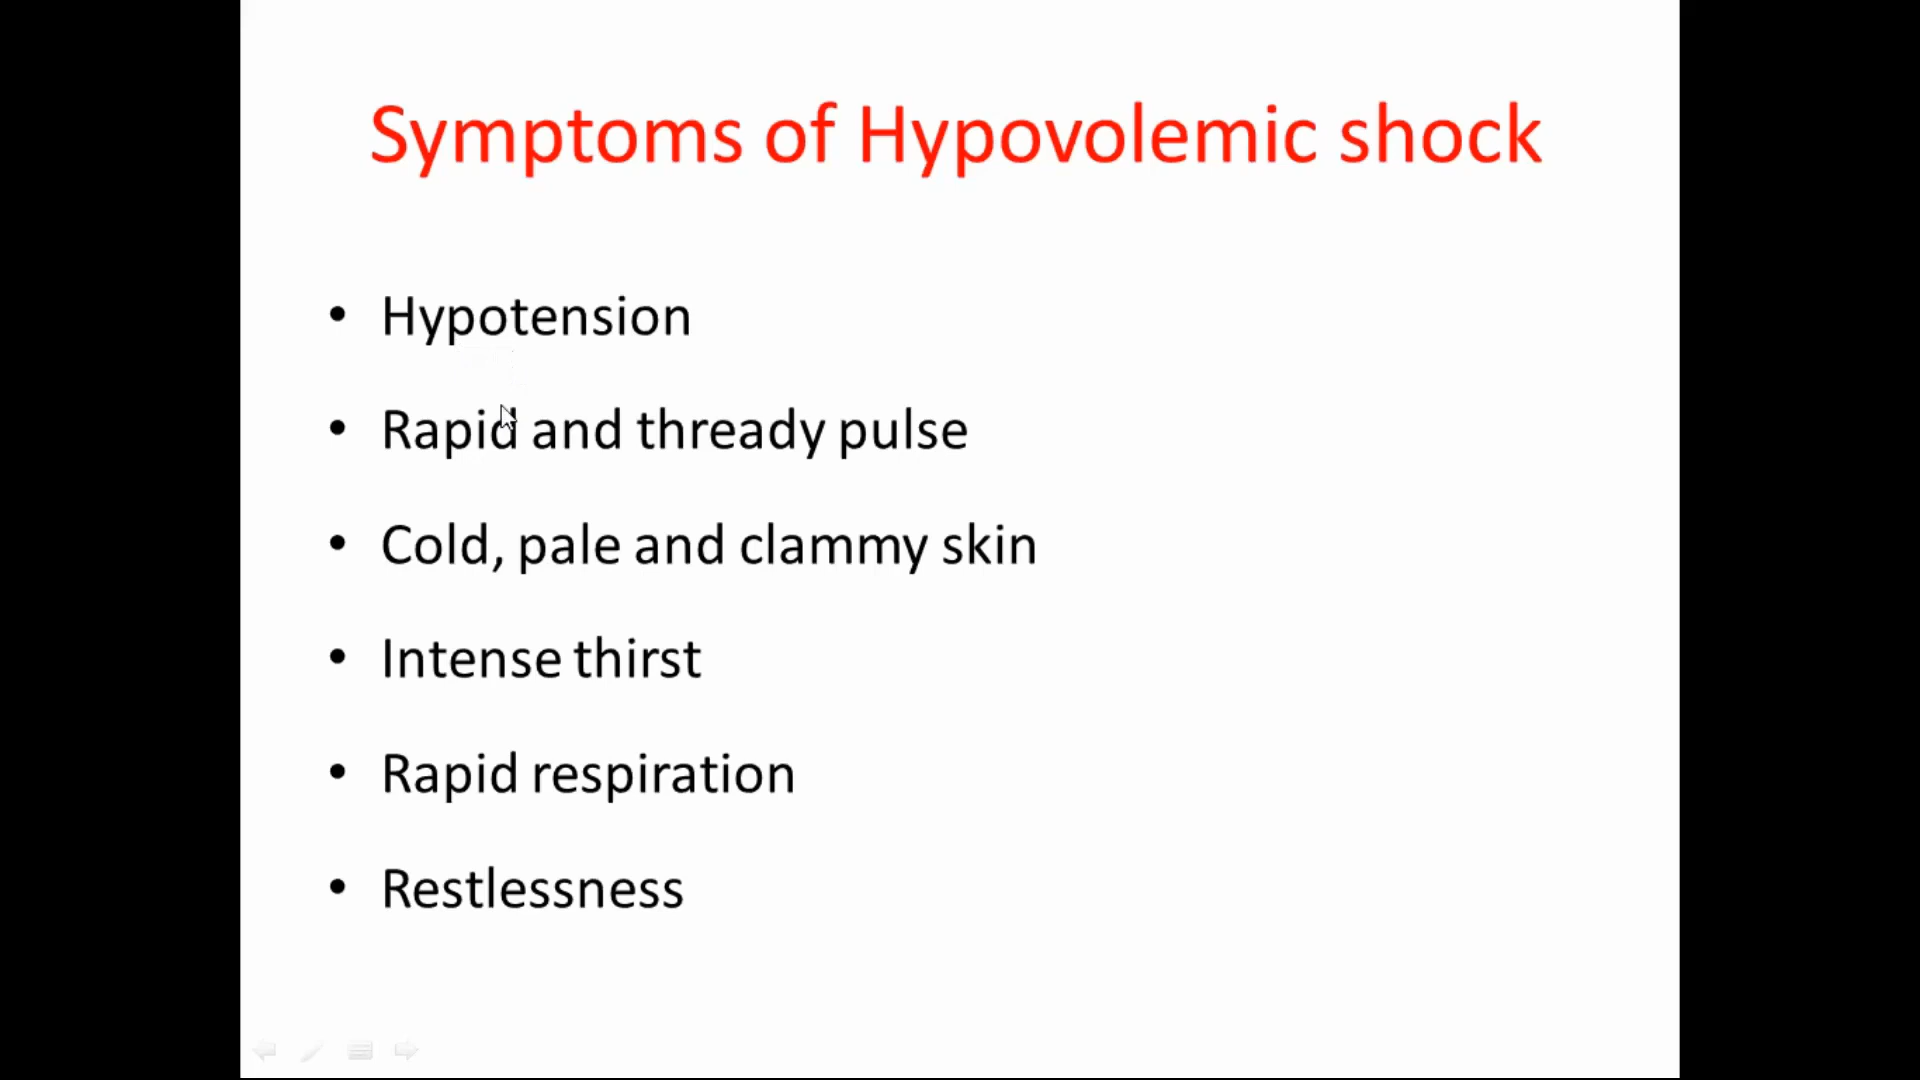 Symptoms of Hypovolemic shock
• Hypotension
• Rapid and thready pulse
• Cold, pale and clammy skin
• Intense thirst
• Rapid respiration
• Restlessness